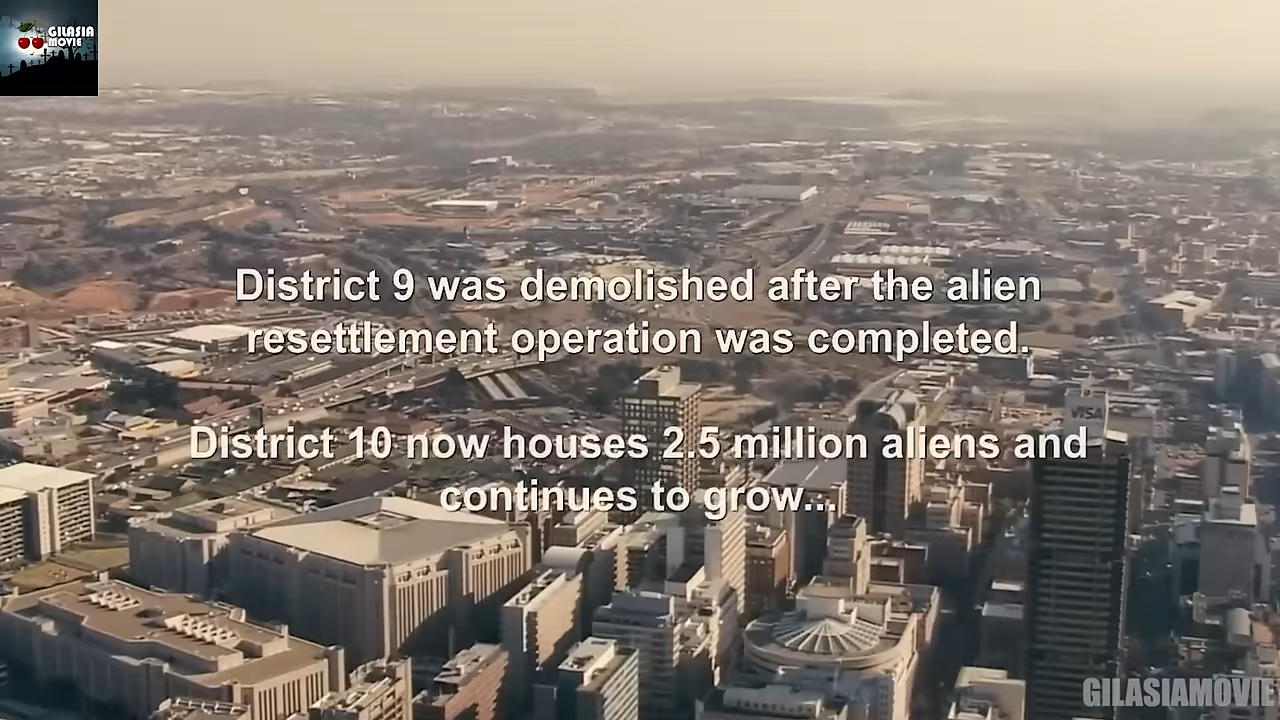 GILASIA
MOVIE
District 9 was demolished after the alien
resettlement operation was completed.
District 10 now houses 2.5 million aliens and
continues to grow...
VISA
GILASIAMOVIE